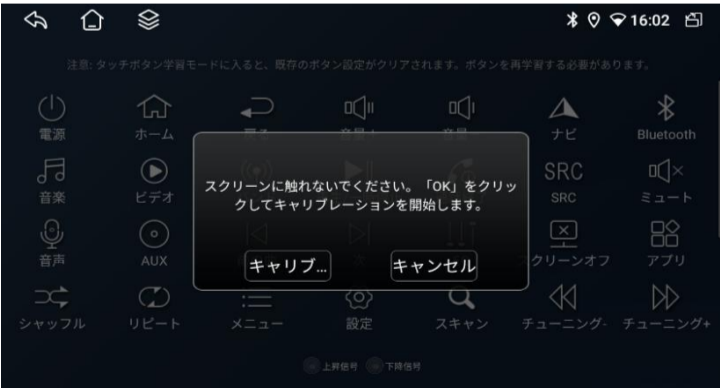 16:02
注意: タッチボタン学習モードに入ると、既存のボタン設定がクリアされます。ボタンを再学習する必要があります。
電源 ホーム 戻る 音量+ 音量- ナビ Bluetooth
スクリーンに触れないでください。「OK」をクリッ
クしてキャリブレーションを開始します。
SRC
音楽 ビデオ SRC ミュート
キャリブ... キャンセル
音声 AUX スクリーンオフ アプリ
シャッフル リピート メニュー 設定 スキャン チューニング- チューニング+
上昇信号 下降信号